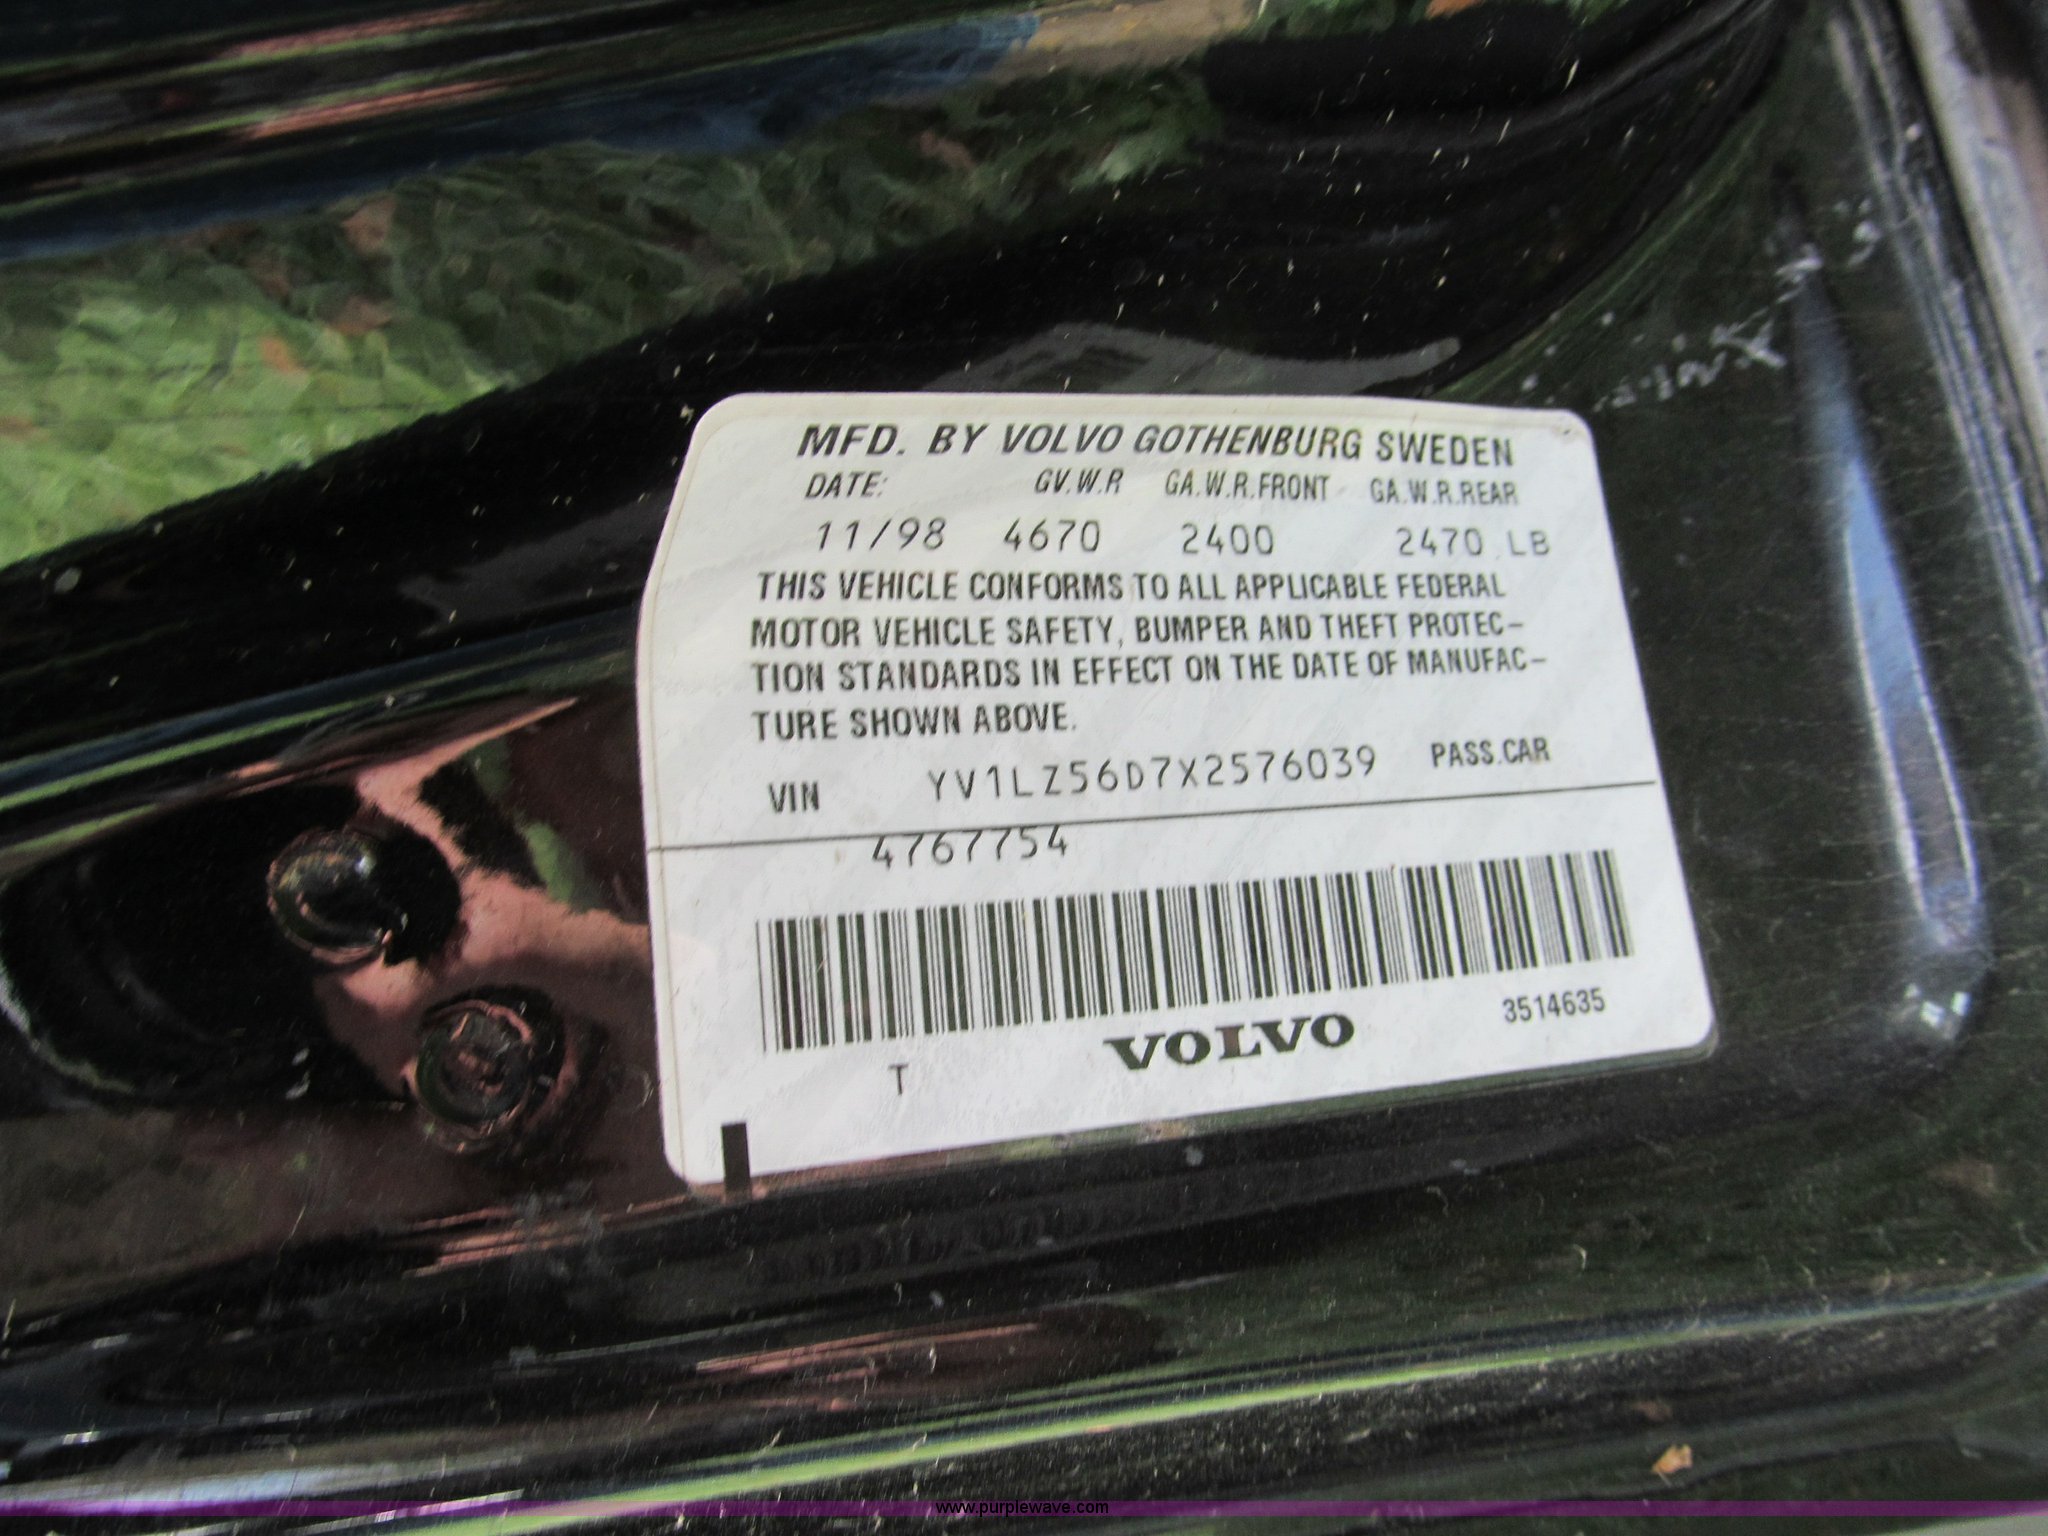 MFD. BY VOLVO GOTHENBURG SWEDEN
DATE: GV.W.R GA.W.R.FRONT GA.W.R.REAR
11/98 4670 2400 2470 LB
THIS VEHICLE CONFORMS TO ALL APPLICABLE FEDERAL
MOTOR VEHICLE SAFETY, BUMPER AND THEFT PROTEC-
TION STANDARDS IN EFFECT ON THE DATE OF MANUFAC-
TURE SHOWN ABOVE.
VIN YV1LZ56D7X2576039 PASS.CAR
4767754
3514635
VOLVO
T
www.purplewave.com